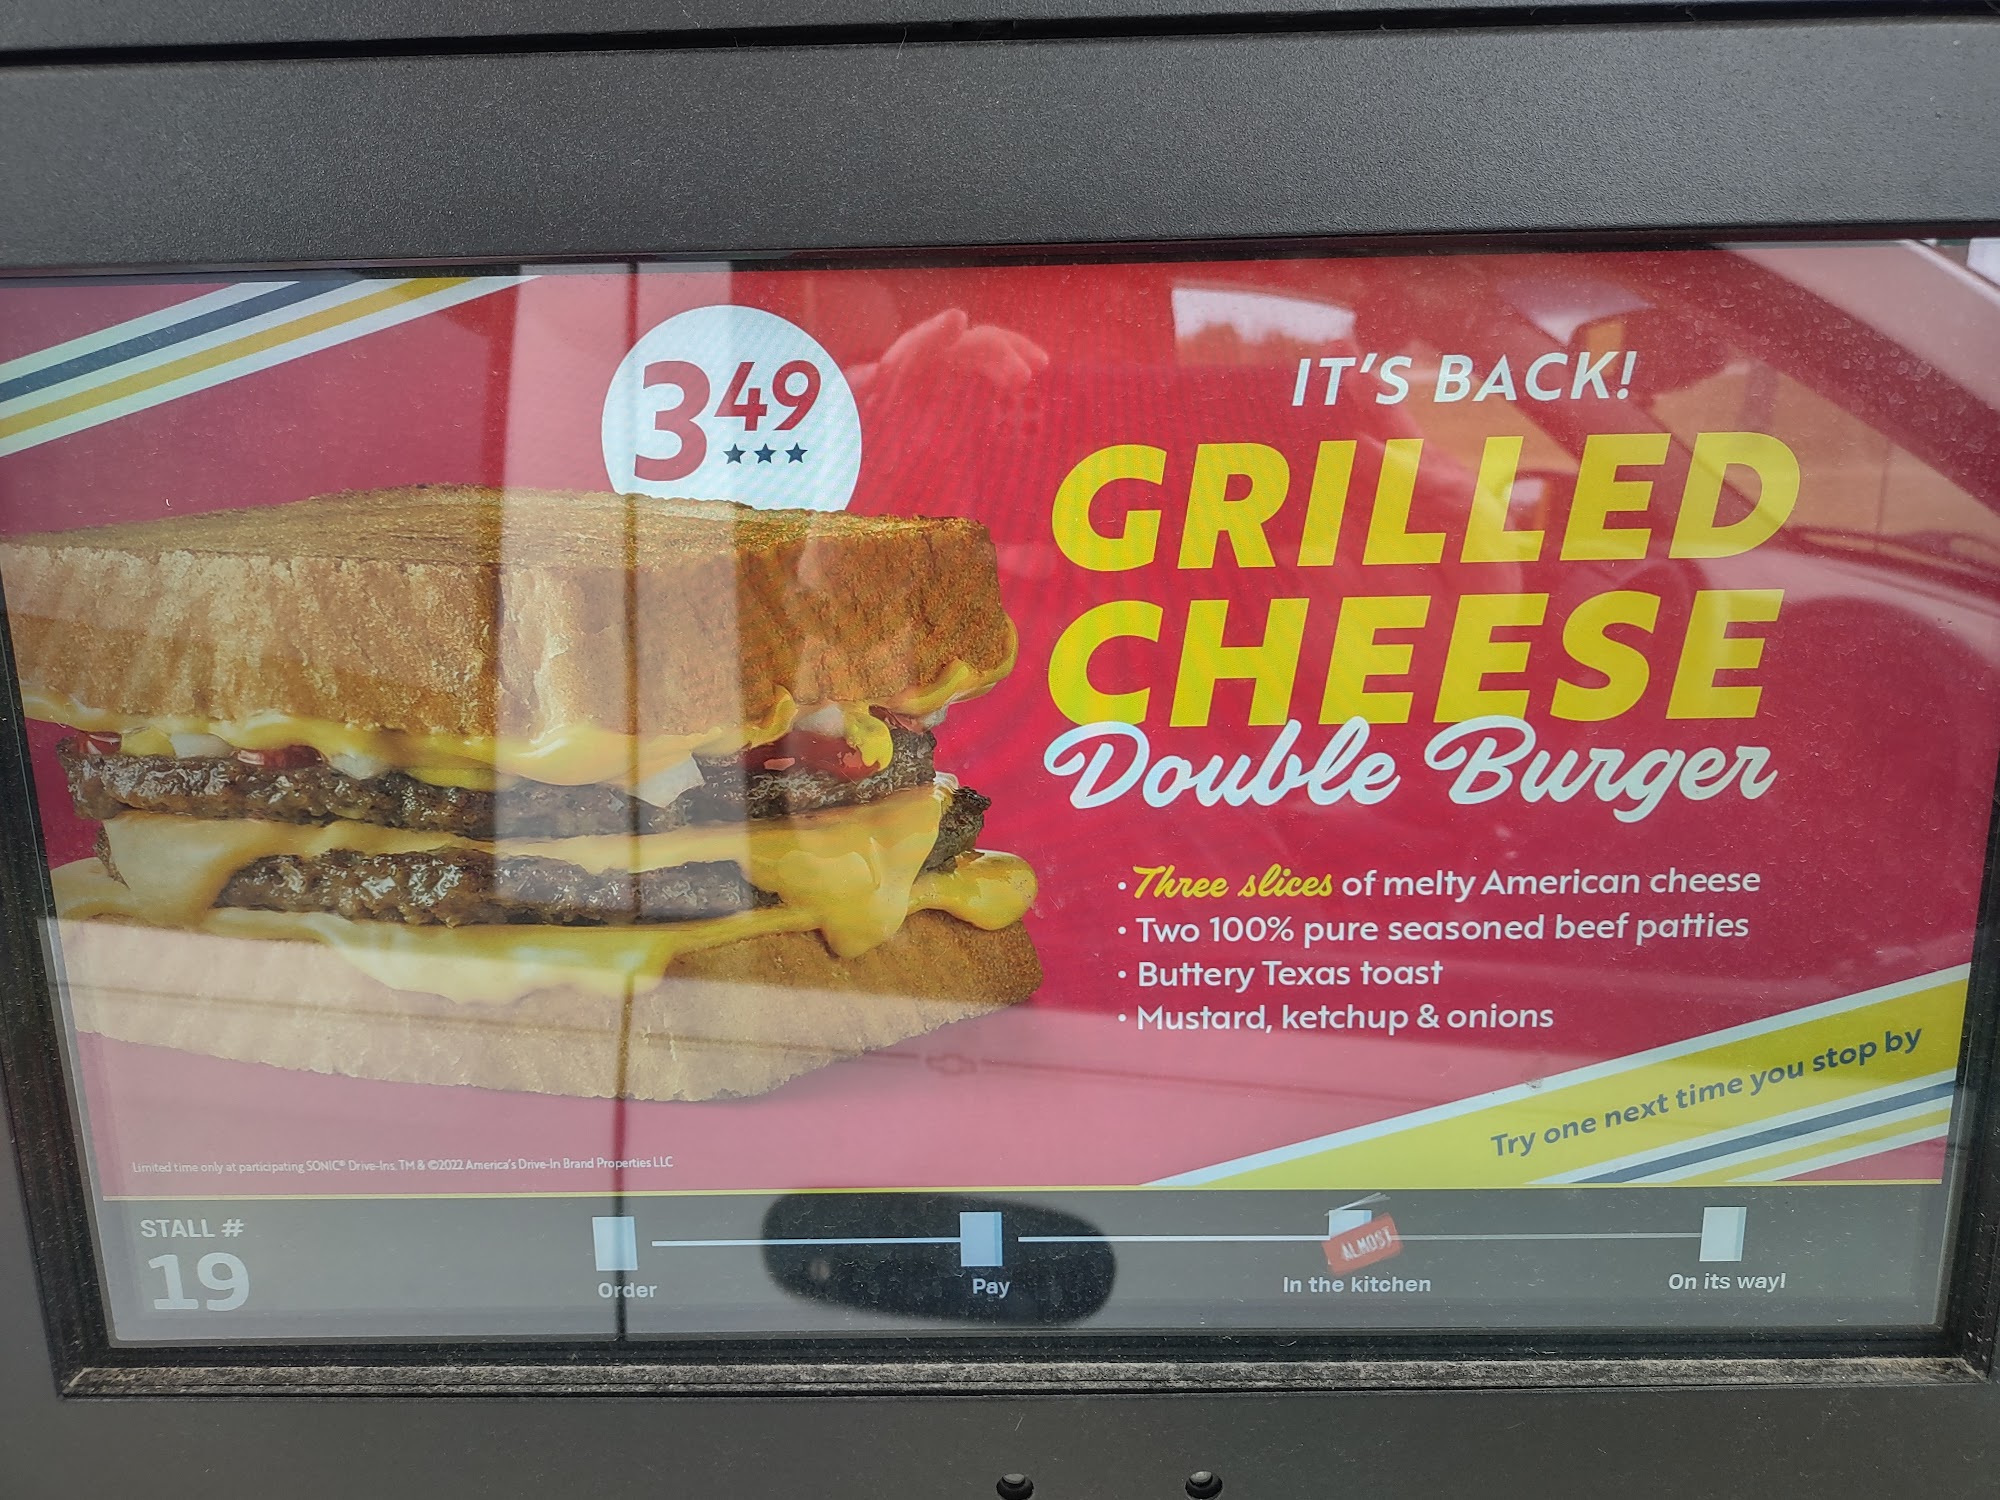 3 49
IT'S BACK!
GRILLED
CHEESE
Double Burger
• Three slices of melty American cheese
• Two 100% pure seasoned beef patties
• Buttery Texas toast
• Mustard, ketchup & onions
Try one next time you stop by
Limited time only at participating SONIC® Drive-Ins. TM & ©2022 America's Drive-In Brand Properties LLC
STALL #
19
Order
Pay
ALMOST
In the kitchen
On its way!